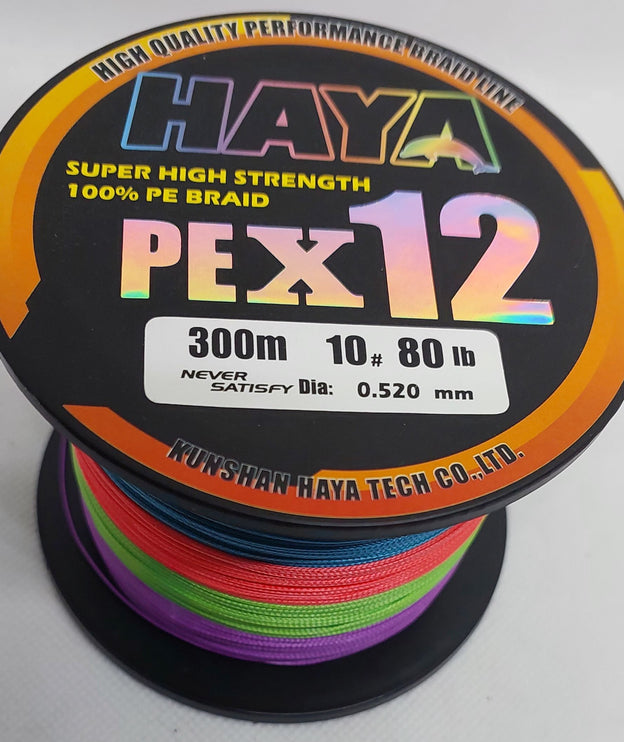 HIGH QUALITY PERFORMANCE BRAID LINE
HAYA
SUPER HIGH STRENGTH
100% PE BRAID
PEX12
300m 10# 80 lb
NEVER
SATISFY Dia: 0.520 mm
KUNSHAN HAYA TECH CO.,LTD.